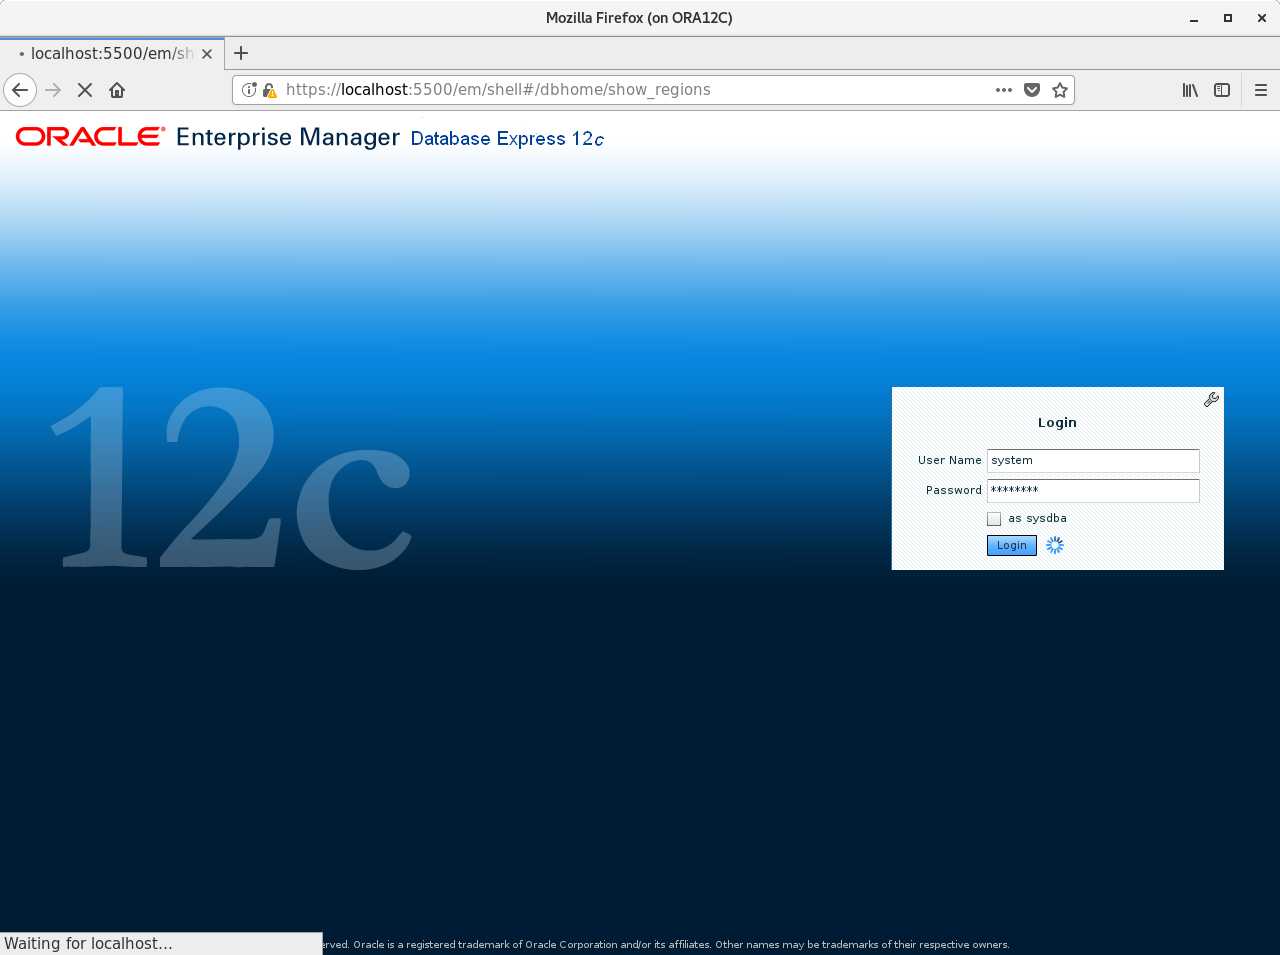 Mozilla Firefox (on ORA12C)
localhost:5500/em/sh
https://localhost:5500/em/shell#/dbhome/show_regions
ORACLE® Enterprise Manager Database Express 12c
12c
Login
User Name system
Password ********
as sysdba
Login
Waiting for localhost...
erved. Oracle is a registered trademark of Oracle Corporation and/or its affiliates. Other names may be trademarks of their respective owners.